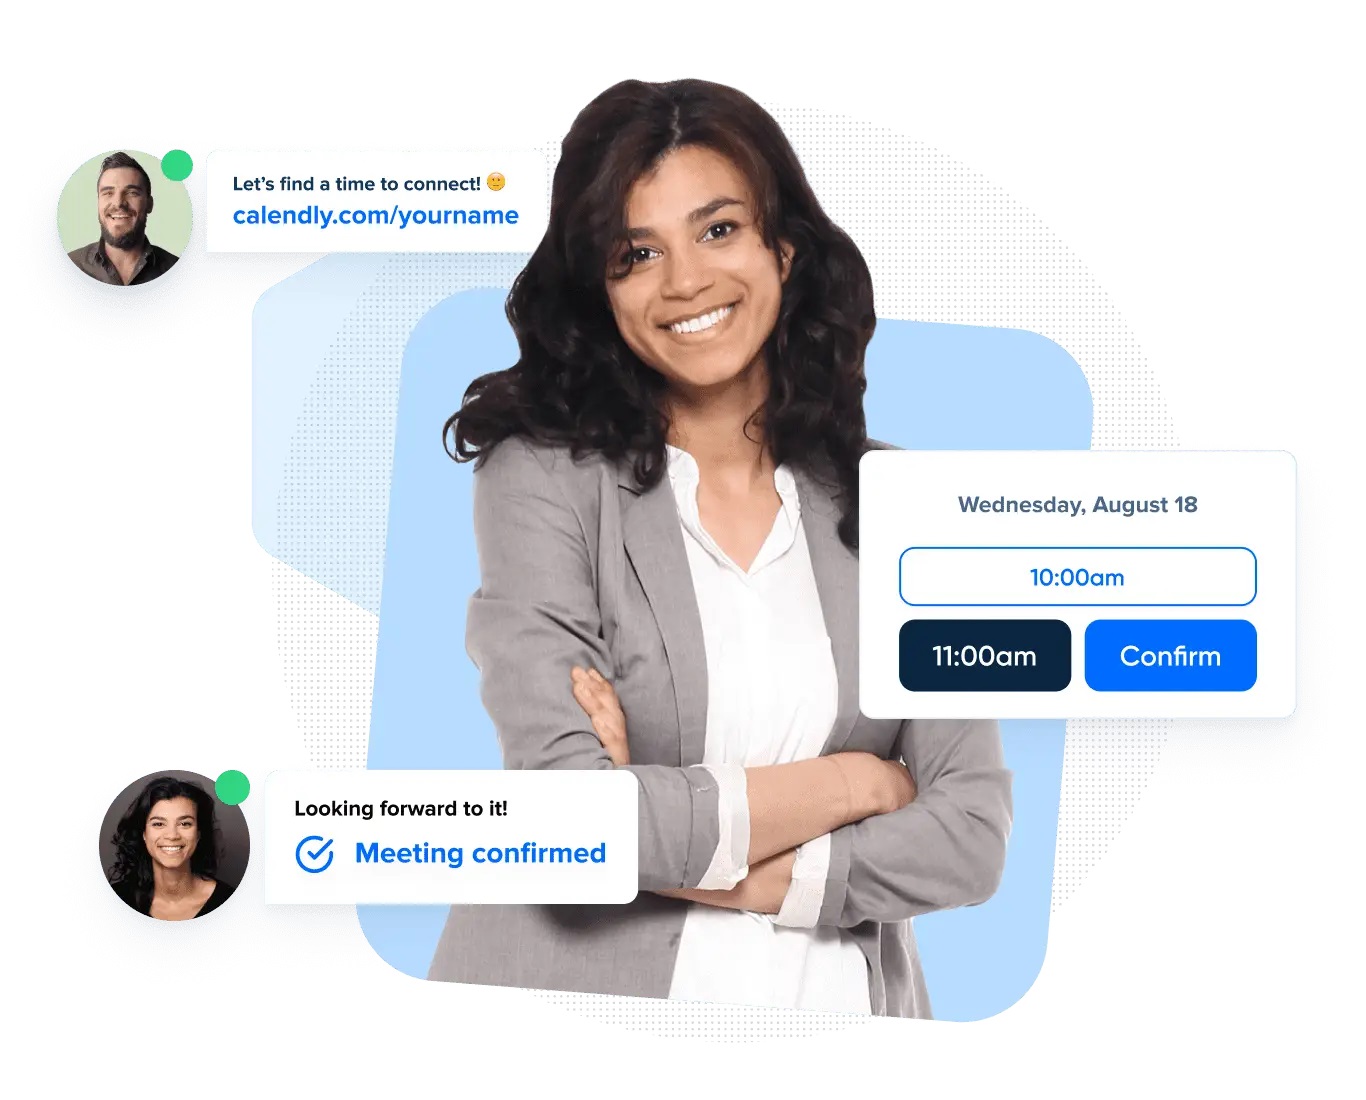 Let's find a time to connect! 🙂
calendly.com/yourname
Wednesday, August 18
10:00am
11:00am
Confirm
Looking forward to it!
Meeting confirmed